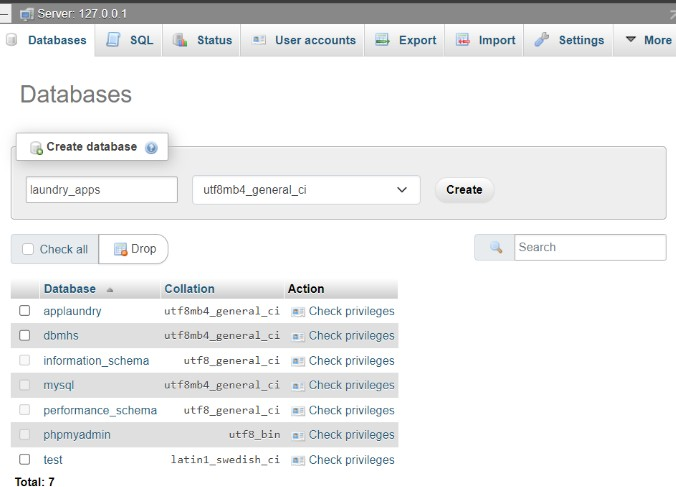 Server: 127.0.0.1
Databases SQL Status User accounts Export Import Settings More
Databases
Create database
laundry_apps utf8mb4_general_ci Create
Check all Drop Search
Database Collation Action
applaundry utf8mb4_general_ci Check privileges
dbmhs utf8mb4_general_ci Check privileges
information_schema utf8_general_ci Check privileges
mysql utf8mb4_general_ci Check privileges
performance_schema utf8_general_ci Check privileges
phpmyadmin utf8_bin Check privileges
test latin1_swedish_ci Check privileges
Total: 7